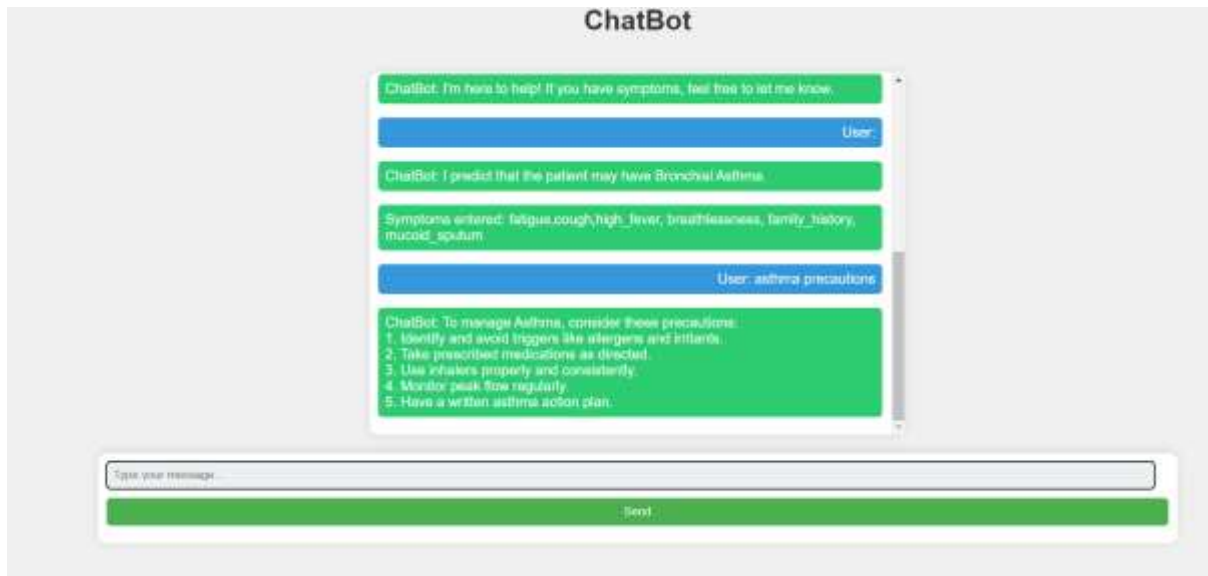 ChatBot
ChatBot: I'm here to help! If you have symptoms, feel free to let me know.
User:
ChatBot: I predict that the patient may have Bronchial Asthma.
Symptoms entered: fatigue,cough,high_fever, breathlessness, family_history,
mucoid_sputum
User: asthma precautions
ChatBot: To manage Asthma, consider these precautions:
1. Identify and avoid triggers like allergens and irritants.
2. Take prescribed medications as directed.
3. Use inhalers properly and consistently.
4. Monitor peak flow regularly.
5. Have a written asthma action plan.
Type your message...
Send